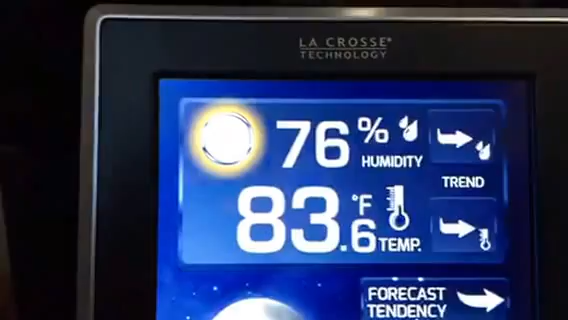 LA CROSSE®
TECHNOLOGY
76 %
HUMIDITY
TREND
83.6 °F
TEMP.
FORECAST
TENDENCY